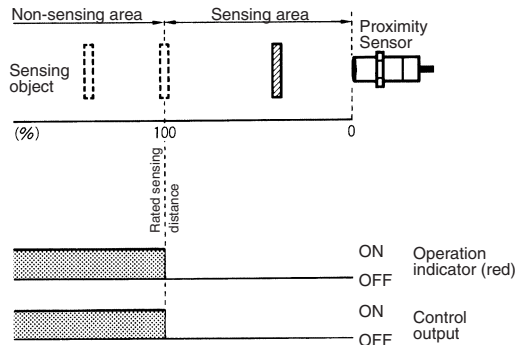 Non-sensing area
Sensing area
Proximity
Sensor
Sensing
object
(%)
100
0
Rated sensing
distance
ON
OFF
Operation
indicator (red)
ON
OFF
Control
output